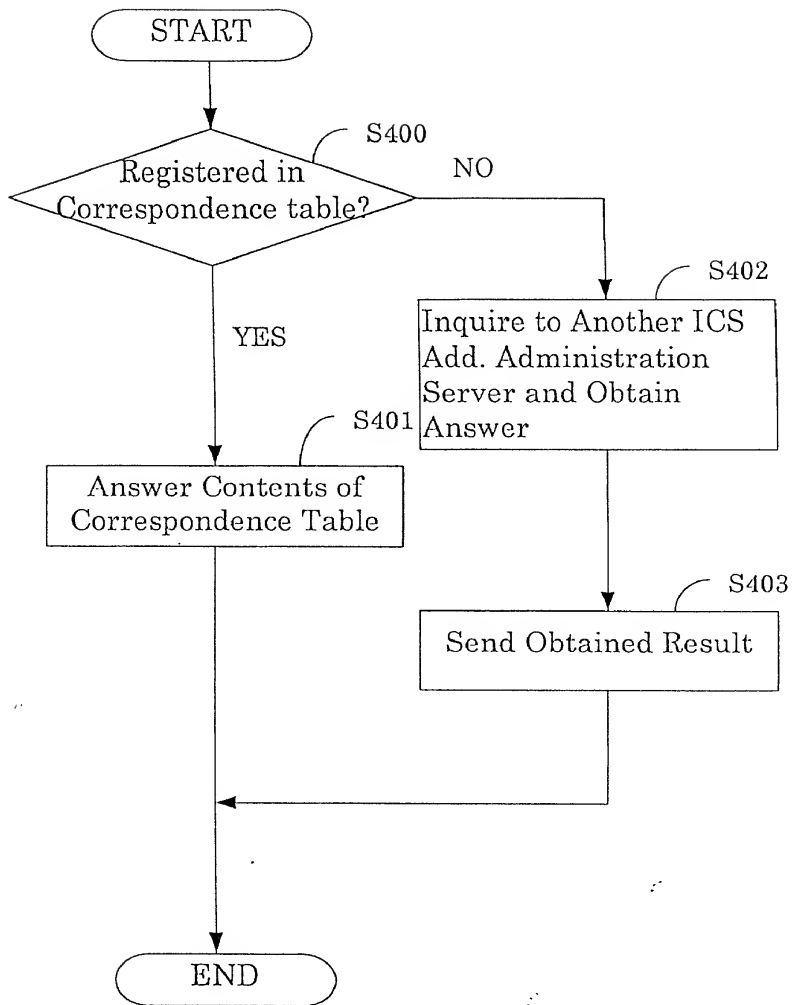 START
S400
Registered in
Correspondence table?
NO
S402
Inquire to Another ICS
Add. Administration
Server and Obtain
Answer
YES
S401
Answer Contents of
Correspondence Table
S403
Send Obtained Result
END